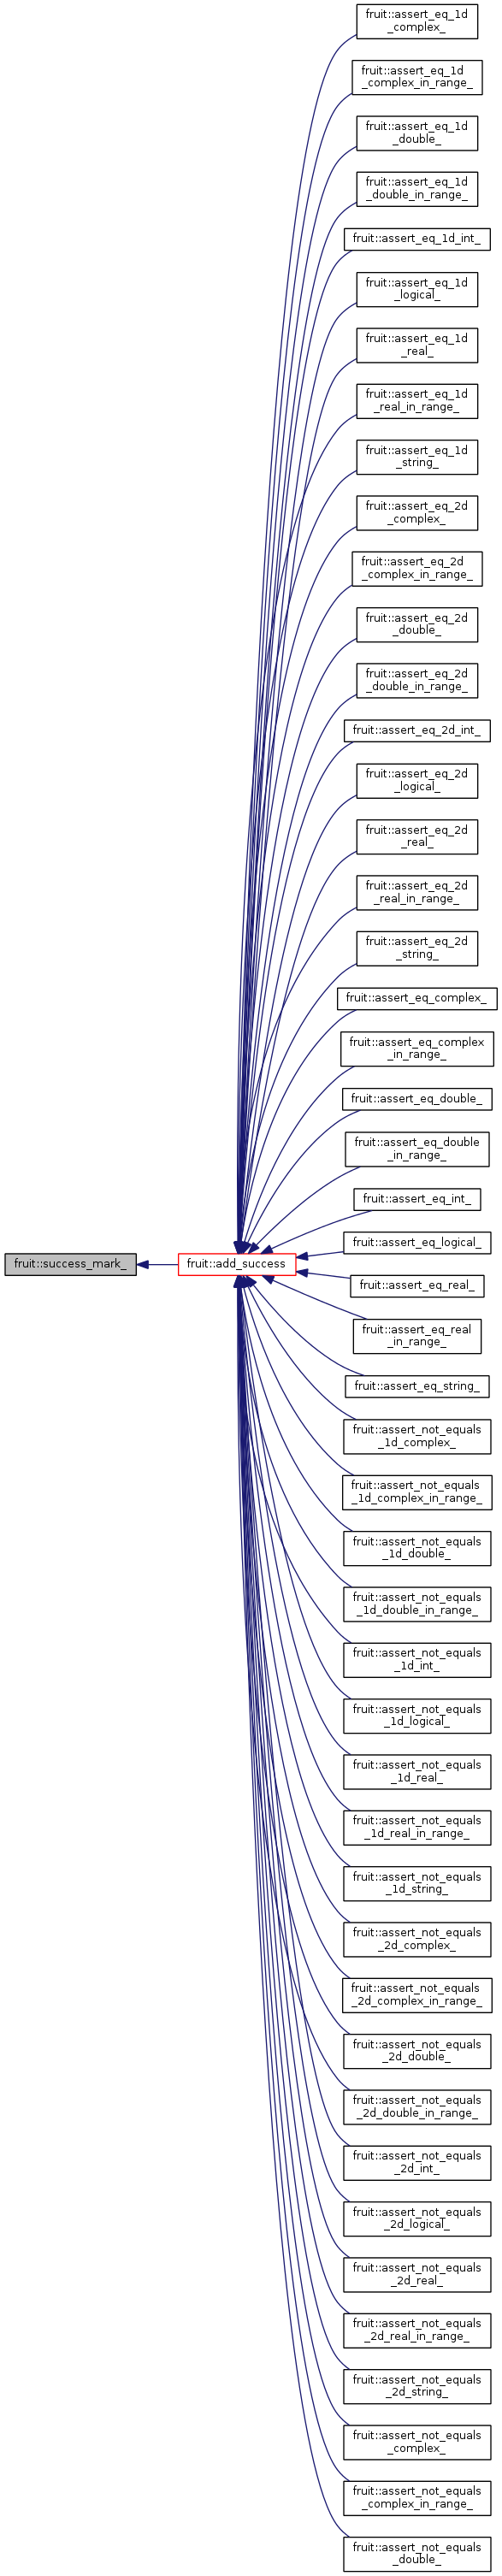 fruit::assert_eq_1d
_complex_
fruit::assert_eq_1d
_complex_in_range_
fruit::assert_eq_1d
_double_
fruit::assert_eq_1d
_double_in_range_
fruit::assert_eq_1d_int_
fruit::assert_eq_1d
_logical_
fruit::assert_eq_1d
_real_
fruit::assert_eq_1d
_real_in_range_
fruit::assert_eq_1d
_string_
fruit::assert_eq_2d
_complex_
fruit::assert_eq_2d
_complex_in_range_
fruit::assert_eq_2d
_double_
fruit::assert_eq_2d
_double_in_range_
fruit::assert_eq_2d_int_
fruit::assert_eq_2d
_logical_
fruit::assert_eq_2d
_real_
fruit::assert_eq_2d
_real_in_range_
fruit::assert_eq_2d
_string_
fruit::assert_eq_complex_
fruit::assert_eq_complex
_in_range_
fruit::assert_eq_double_
fruit::assert_eq_double
_in_range_
fruit::assert_eq_int_
fruit::assert_eq_logical_
fruit::success_mark_
fruit::add_success
fruit::assert_eq_real_
fruit::assert_eq_real
_in_range_
fruit::assert_eq_string_
fruit::assert_not_equals
_1d_complex_
fruit::assert_not_equals
_1d_complex_in_range_
fruit::assert_not_equals
_1d_double_
fruit::assert_not_equals
_1d_double_in_range_
fruit::assert_not_equals
_1d_int_
fruit::assert_not_equals
_1d_logical_
fruit::assert_not_equals
_1d_real_
fruit::assert_not_equals
_1d_real_in_range_
fruit::assert_not_equals
_1d_string_
fruit::assert_not_equals
_2d_complex_
fruit::assert_not_equals
_2d_complex_in_range_
fruit::assert_not_equals
_2d_double_
fruit::assert_not_equals
_2d_double_in_range_
fruit::assert_not_equals
_2d_int_
fruit::assert_not_equals
_2d_logical_
fruit::assert_not_equals
_2d_real_
fruit::assert_not_equals
_2d_real_in_range_
fruit::assert_not_equals
_2d_string_
fruit::assert_not_equals
_complex_
fruit::assert_not_equals
_complex_in_range_
fruit::assert_not_equals
_double_